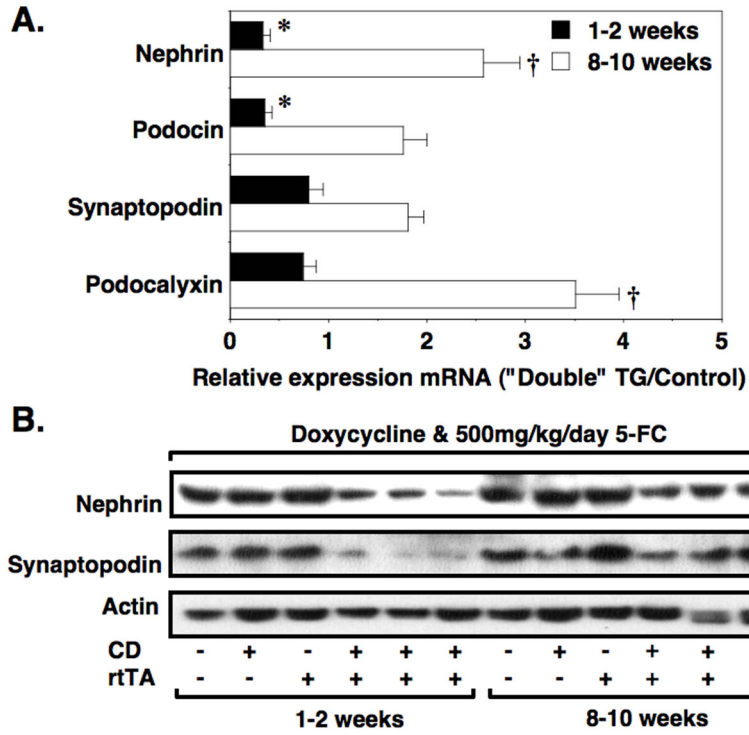 A.
1-2 weeks
8-10 weeks
Nephrin
*
†
Podocin
*
Synaptopodin
Podocalyxin
†
0 1 2 3 4 5
Relative expression mRNA ("Double" TG/Control)
B.
Doxycycline & 500mg/kg/day 5-FC
Nephrin
Synaptopodin
Actin
CD - + - + + + - + - + +
rtTA - - + + + + - - + + +
1-2 weeks 8-10 weeks